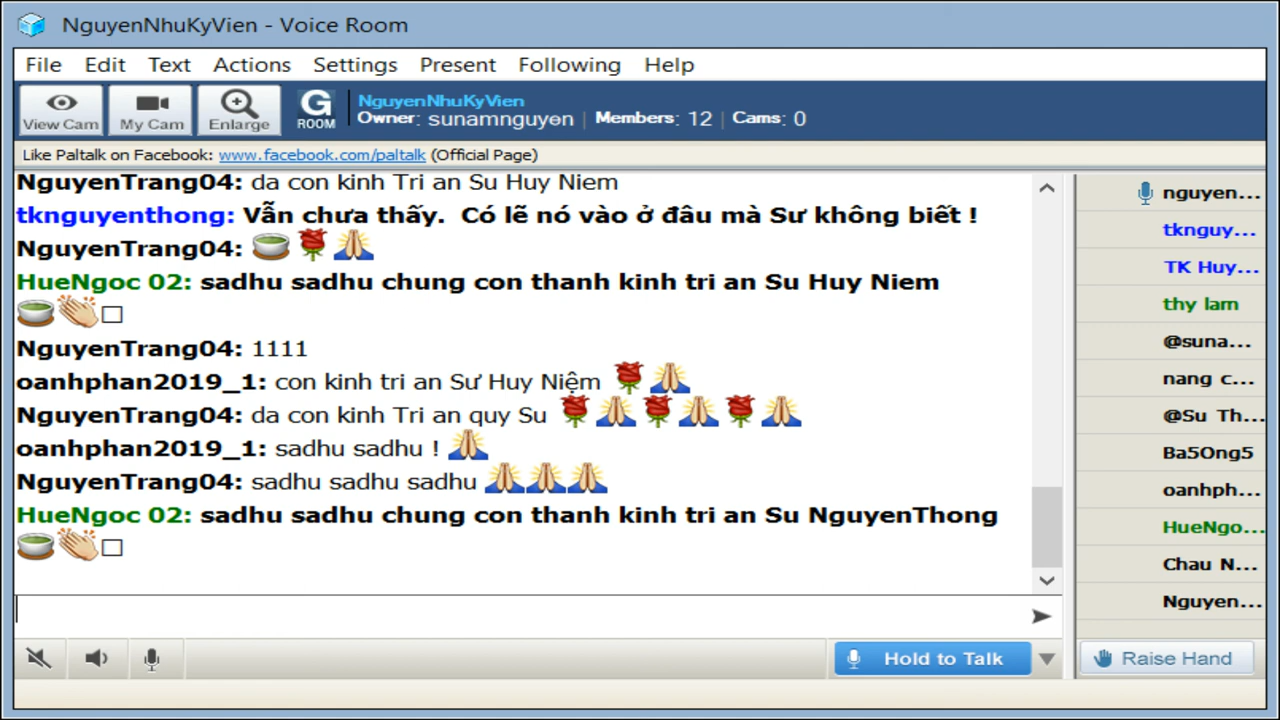 NguyenNhuKyVien - Voice Room
File Edit Text Actions Settings Present Following Help
View Cam My Cam Enlarge G ROOM
NguyenNhuKyVien
Owner: sunamnguyen | Members: 12 | Cams: 0
Like Paltalk on Facebook: www.facebook.com/paltalk (Official Page)
NguyenTrang04: da con kinh Tri an Su Huy Niem
tknguyenthong: Vẫn chưa thấy. Có lẽ nó vào ở đâu mà Sư không biết !
NguyenTrang04: 🍵🌹🙏
HueNgoc 02: sadhu sadhu chung con thanh kinh tri an Su Huy Niem
🍵👏□
NguyenTrang04: 1111
oanhphan2019_1: con kinh tri an Sư Huy Niệm 🌹🙏
NguyenTrang04: da con kinh Tri an quy Su 🌹🙏🌹🙏🌹🙏
oanhphan2019_1: sadhu sadhu ! 🙏
NguyenTrang04: sadhu sadhu sadhu 🙏🙏🙏
HueNgoc 02: sadhu sadhu chung con thanh kinh tri an Su NguyenThong
🍵👏□
nguyen...
tknguy...
TK Huy...
thy lam
@suna...
nang c...
@Su Th...
Ba5Ong5
oanhph...
HueNgo...
Chau N...
Nguyen...
Hold to Talk
Raise Hand